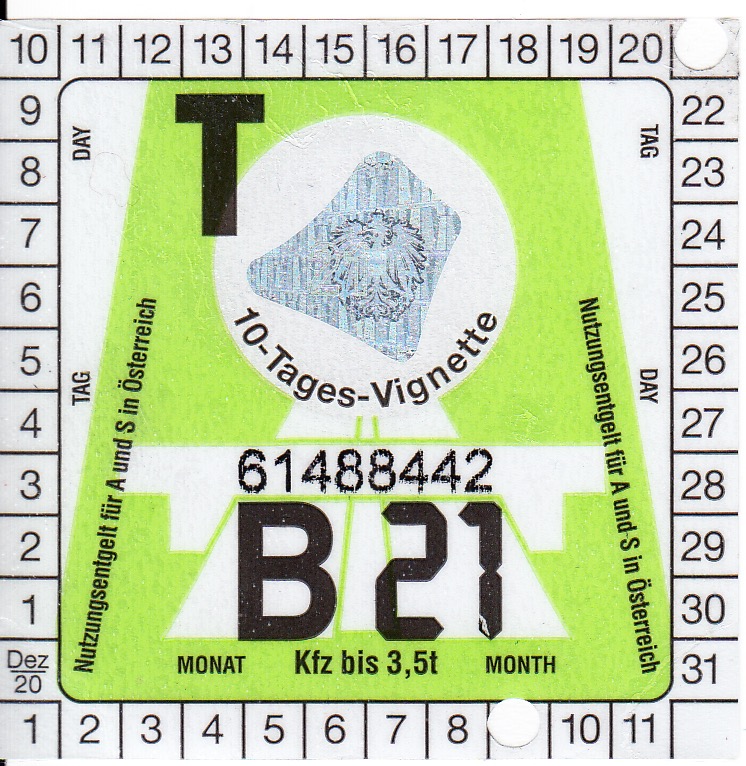 10 11 12 13 14 15 16 17 18 19 20
9 22
8 23
7 24
6 25
5 26
4 27
3 28
2 29
1 30
Dez 20 31
1 2 3 4 5 6 7 8 10 11
T
DAY
TAG
TAG
DAY
10-Tages-Vignette
Nutzungsentgelt für A und S in Österreich
Nutzungsentgelt für A und S in Österreich
61488442
B 21
MONAT Kfz bis 3,5t MONTH